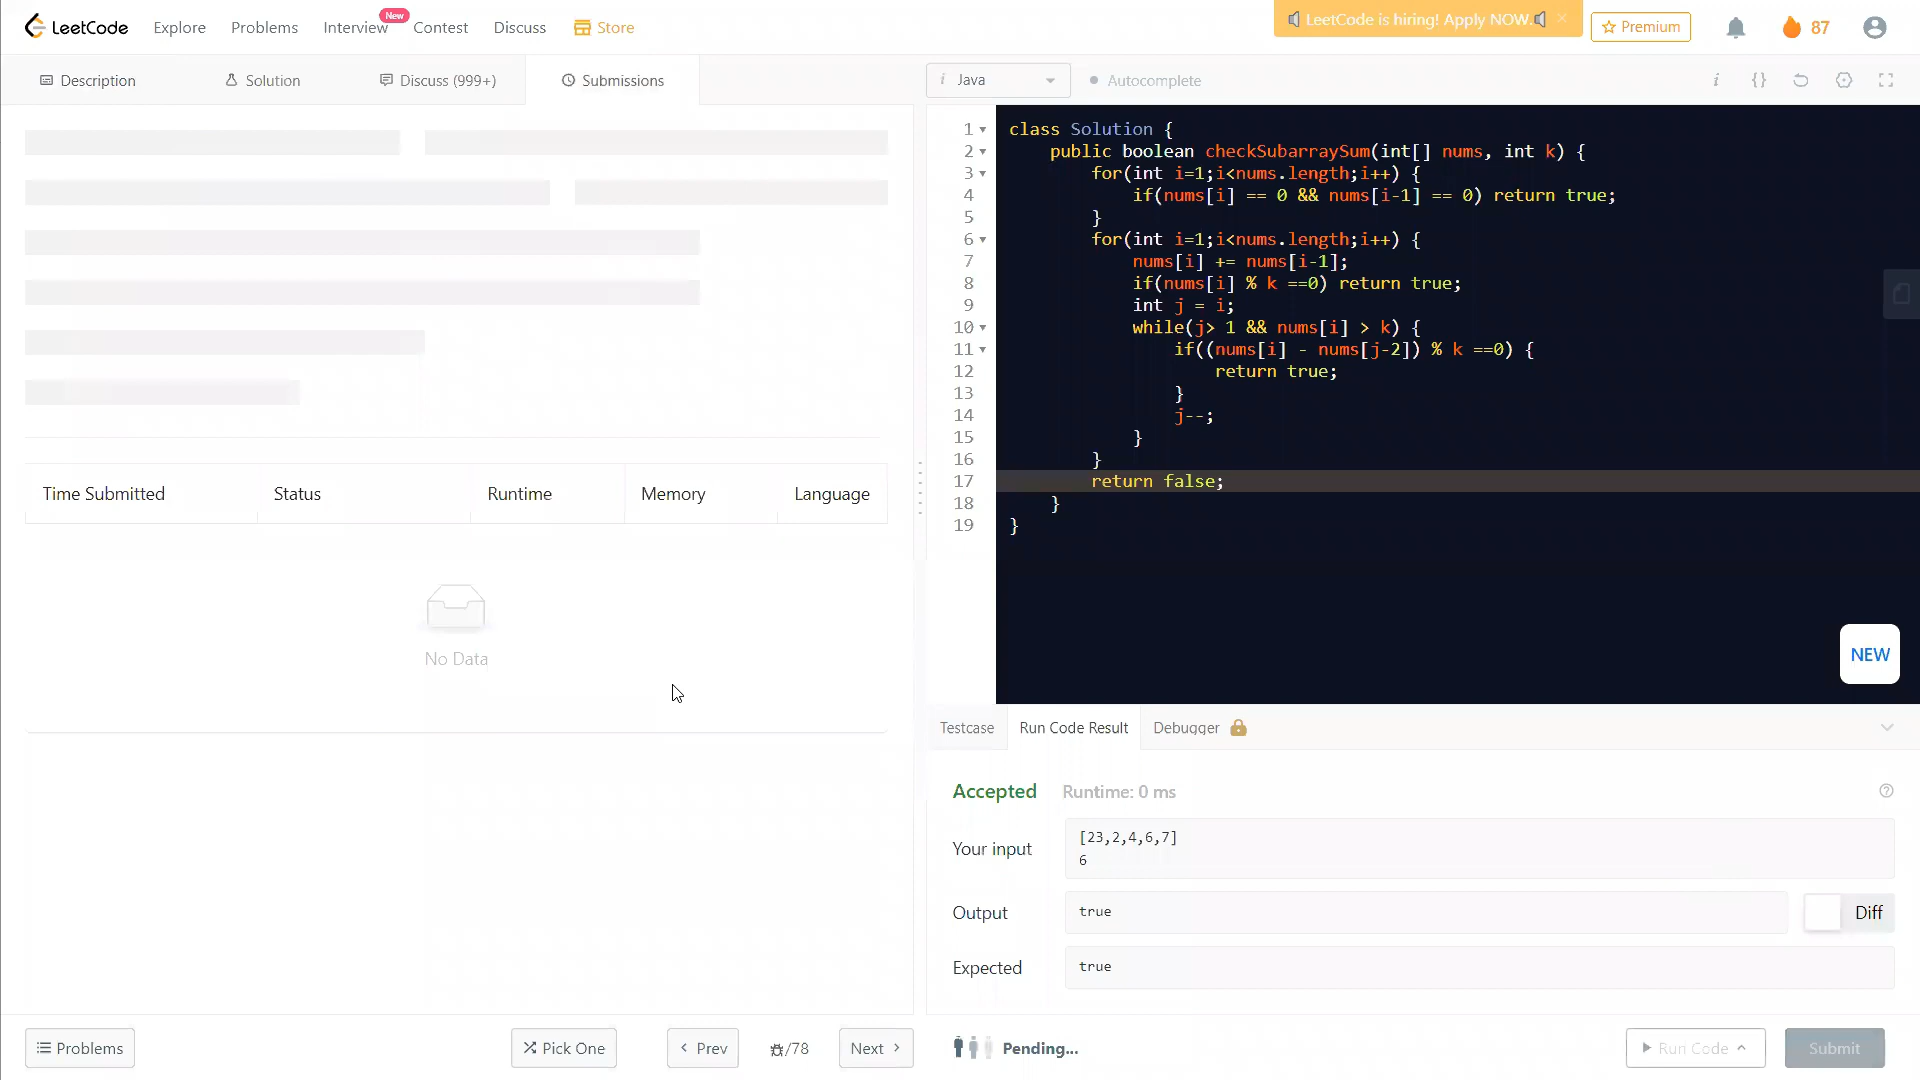 LeetCode Explore Problems Interview New Contest Discuss Store LeetCode is hiring! Apply NOW. Premium 87
Description Solution Discuss (999+) Submissions
i Java Autocomplete i {}
Time Submitted Status Runtime Memory Language
No Data
1 class Solution {
2 public boolean checkSubarraySum(int[] nums, int k) {
3 for(int i=1;i<nums.length;i++) {
4 if(nums[i] == 0 && nums[i-1] == 0) return true;
5 }
6 for(int i=1;i<nums.length;i++) {
7 nums[i] += nums[i-1];
8 if(nums[i] % k ==0) return true;
9 int j = i;
10 while(j> 1 && nums[i] > k) {
11 if((nums[i] - nums[j-2]) % k ==0) {
12 return true;
13 }
14 j--;
15 }
16 }
17 return false;
18 }
19 }
NEW
Testcase Run Code Result Debugger
Accepted Runtime: 0 ms
Your input
[23,2,4,6,7]
6
Output true Diff
Expected true
Problems Pick One Prev /78 Next Pending... Run Code Submit